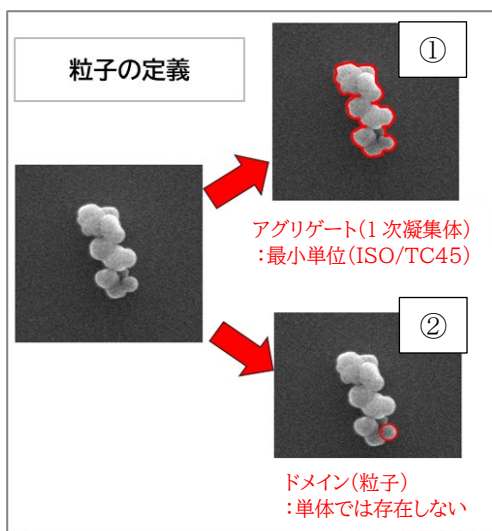 粒子の定義
①
アグリゲート(1次凝集体)
:最小単位(ISO/TC45)
②
ドメイン(粒子)
:単体では存在しない